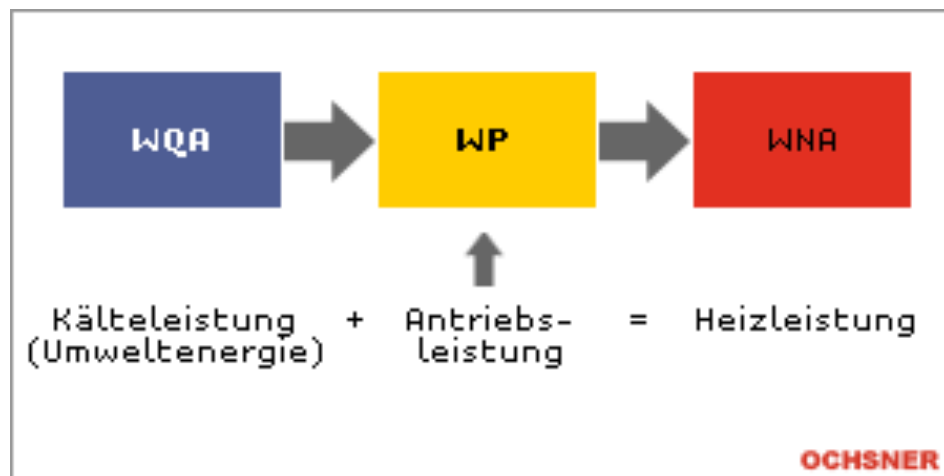 WQA
WP
WNA
Kälteleistung + Antriebs- = Heizleistung
(Umweltenergie) leistung
OCHSNER